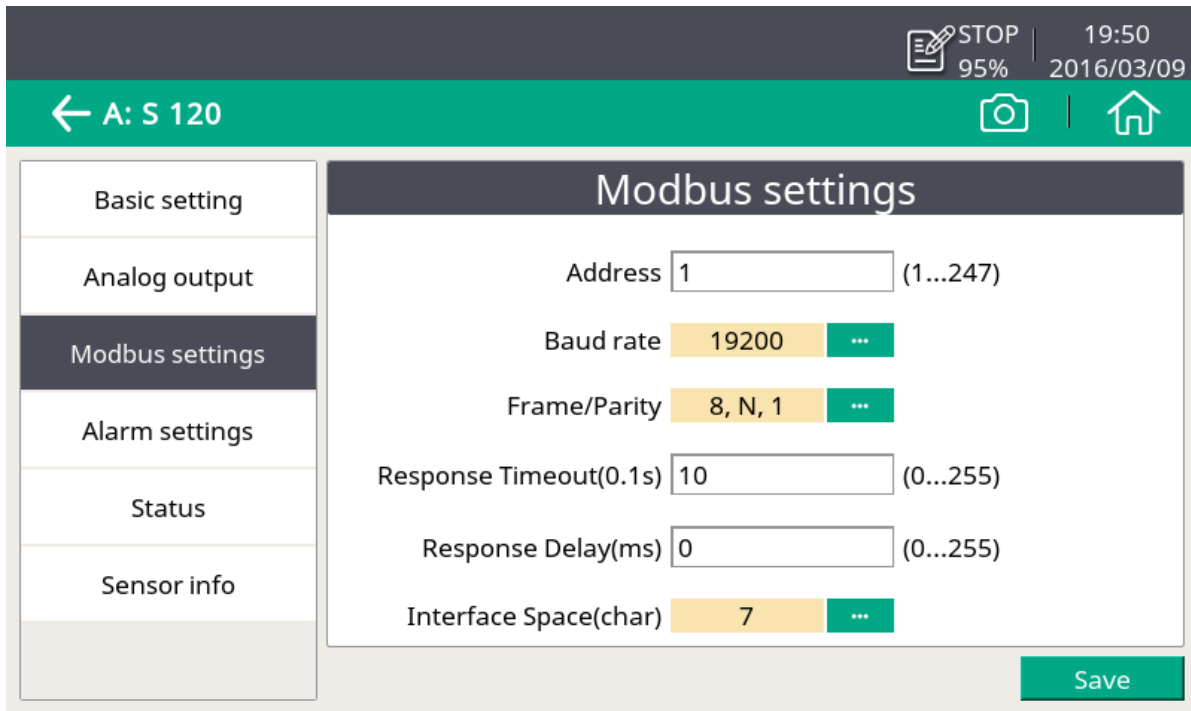 STOP
95%
19:50
2016/03/09
A: S 120
Basic setting
Analog output
Modbus settings
Alarm settings
Status
Sensor info
Modbus settings
Address 1 (1...247)
Baud rate 19200 ...
Frame/Parity 8, N, 1 ...
Response Timeout(0.1s) 10 (0...255)
Response Delay(ms) 0 (0...255)
Interface Space(char) 7 ...
Save